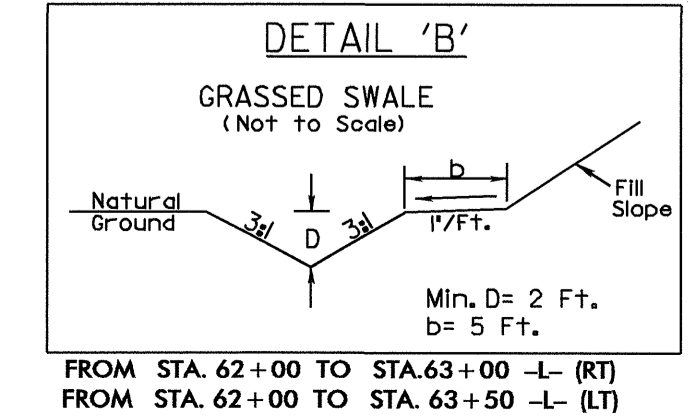 DETAIL 'B'
GRASSED SWALE
(Not to Scale)
b
Natural
Ground
3:1
D
3:1
1"/Ft.
Fill
Slope
Min. D= 2 Ft.
b= 5 Ft.
FROM STA. 62+00 TO STA.63+00 -L- (RT)
FROM STA. 62+00 TO STA. 63+50 -L- (LT)